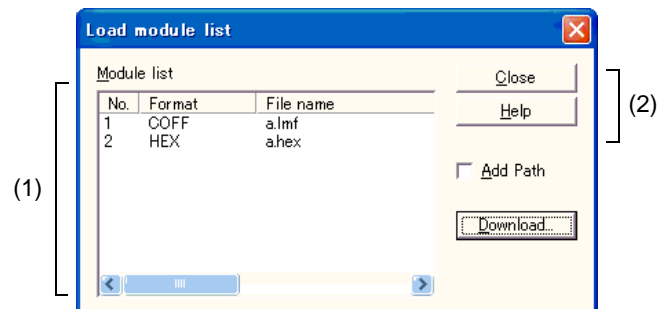 Load module list
Module list
Close
(2)
Help
No. Format File name
1 COFF a.lmf
2 HEX a.hex
(1)
Add Path
Download...